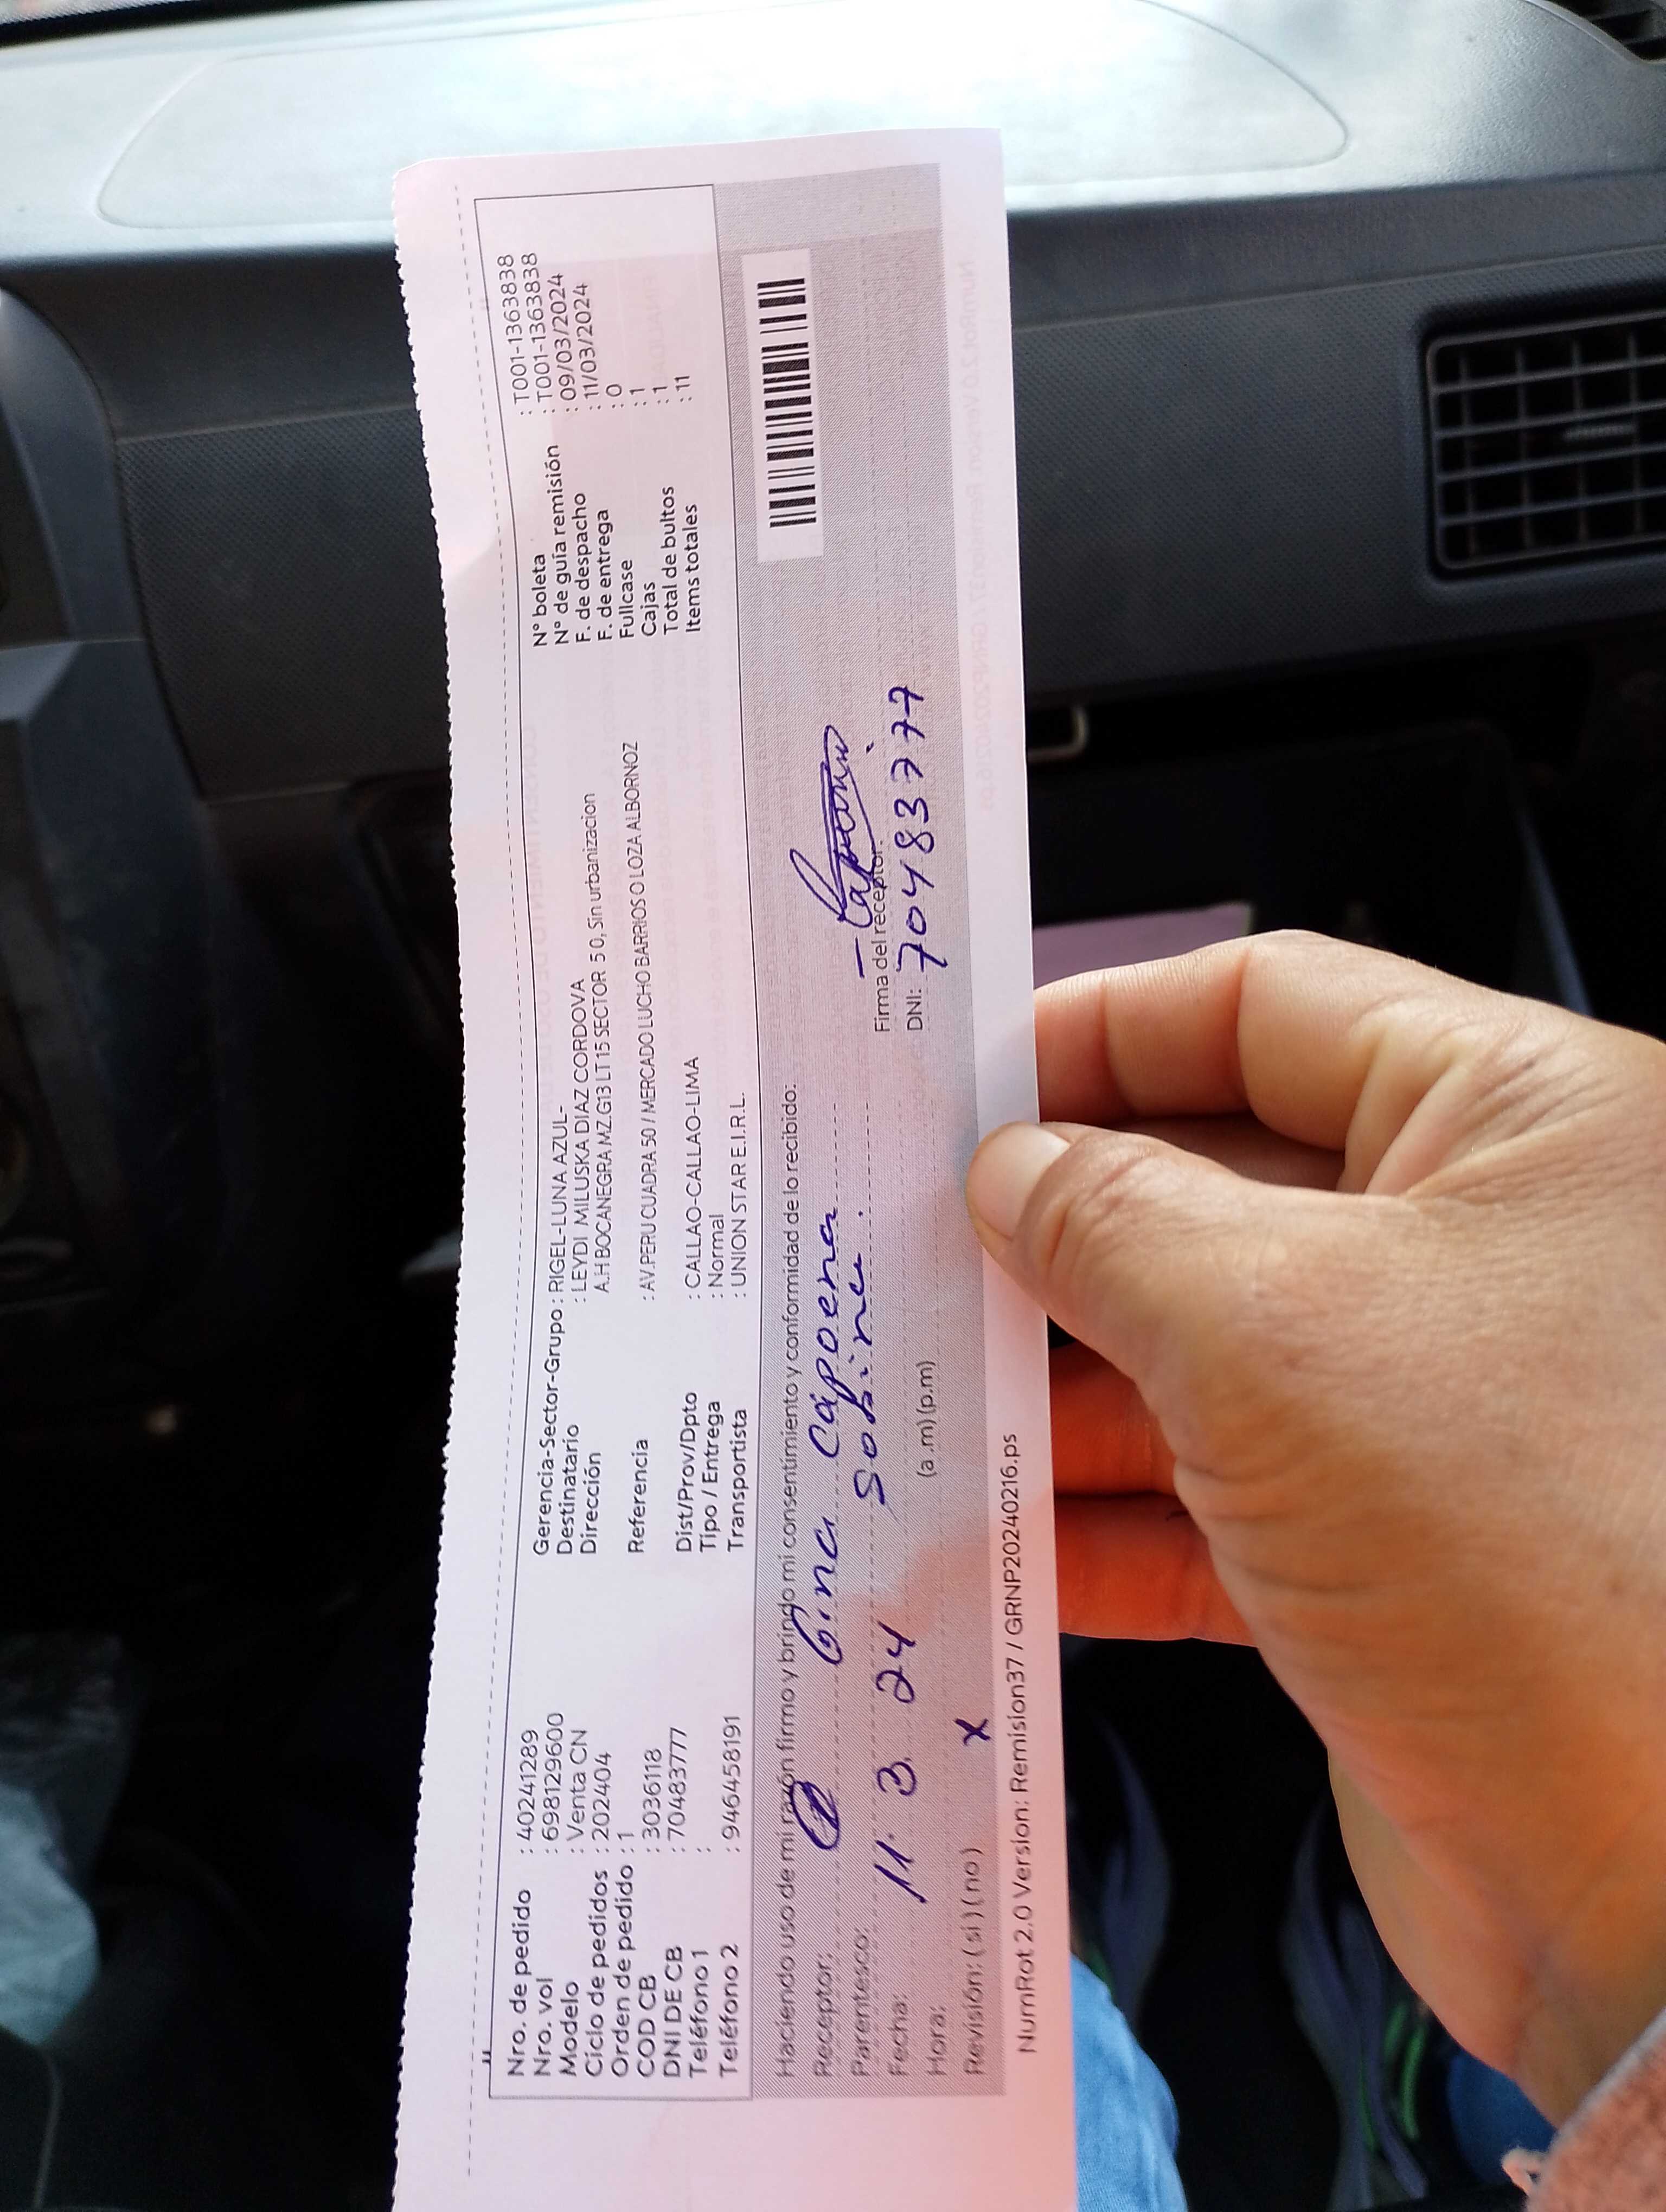 Nro. de pedido : 40241289
Nro. vol : 698129600
Modelo : Venta CN
Ciclo de pedidos : 202404
Orden de pedido : 1
COD CB : 3036118
DNI DE CB : 70483777
Teléfono 1 :
Teléfono 2 : 946458191
Gerencia-Sector-Grupo : RIGEL-LUNA AZUL-
Destinatario : LEYDI MILUSKA DIAZ CORDOVA
Dirección A.H BOCANEGRA MZ.G13 LT 15 SECTOR 5 0, Sin urbanizacion
Referencia : AV.PERU CUADRA 50 / MERCADO LUCHO BARRIOS O LOZA ALBORNOZ
Dist/Prov/Dpto : CALLAO-CALLAO-LIMA
Tipo / Entrega : Normal
Transportista : UNION STAR E.I.R.L.
N° boleta : T001-1363838
N° de guía remisión : T001-1363838
F. de despacho : 09/03/2024
F. de entrega : 11/03/2024
Fullcase : 0
Cajas : 1
Total de bultos : 1
Items totales : 11
Haciendo uso de mi razón firmo y brindo mi consentimiento y conformidad de lo recibido:
Receptor: Gina
Parentesco:
Fecha: 11. 3. 24
Hora: (a .m) (p.m)
Revisión: ( si ) ( no ) x
Firma del receptor:
DNI: 70483777
NumRot 2.0 Version: Remision37 / GRNP20240216.ps